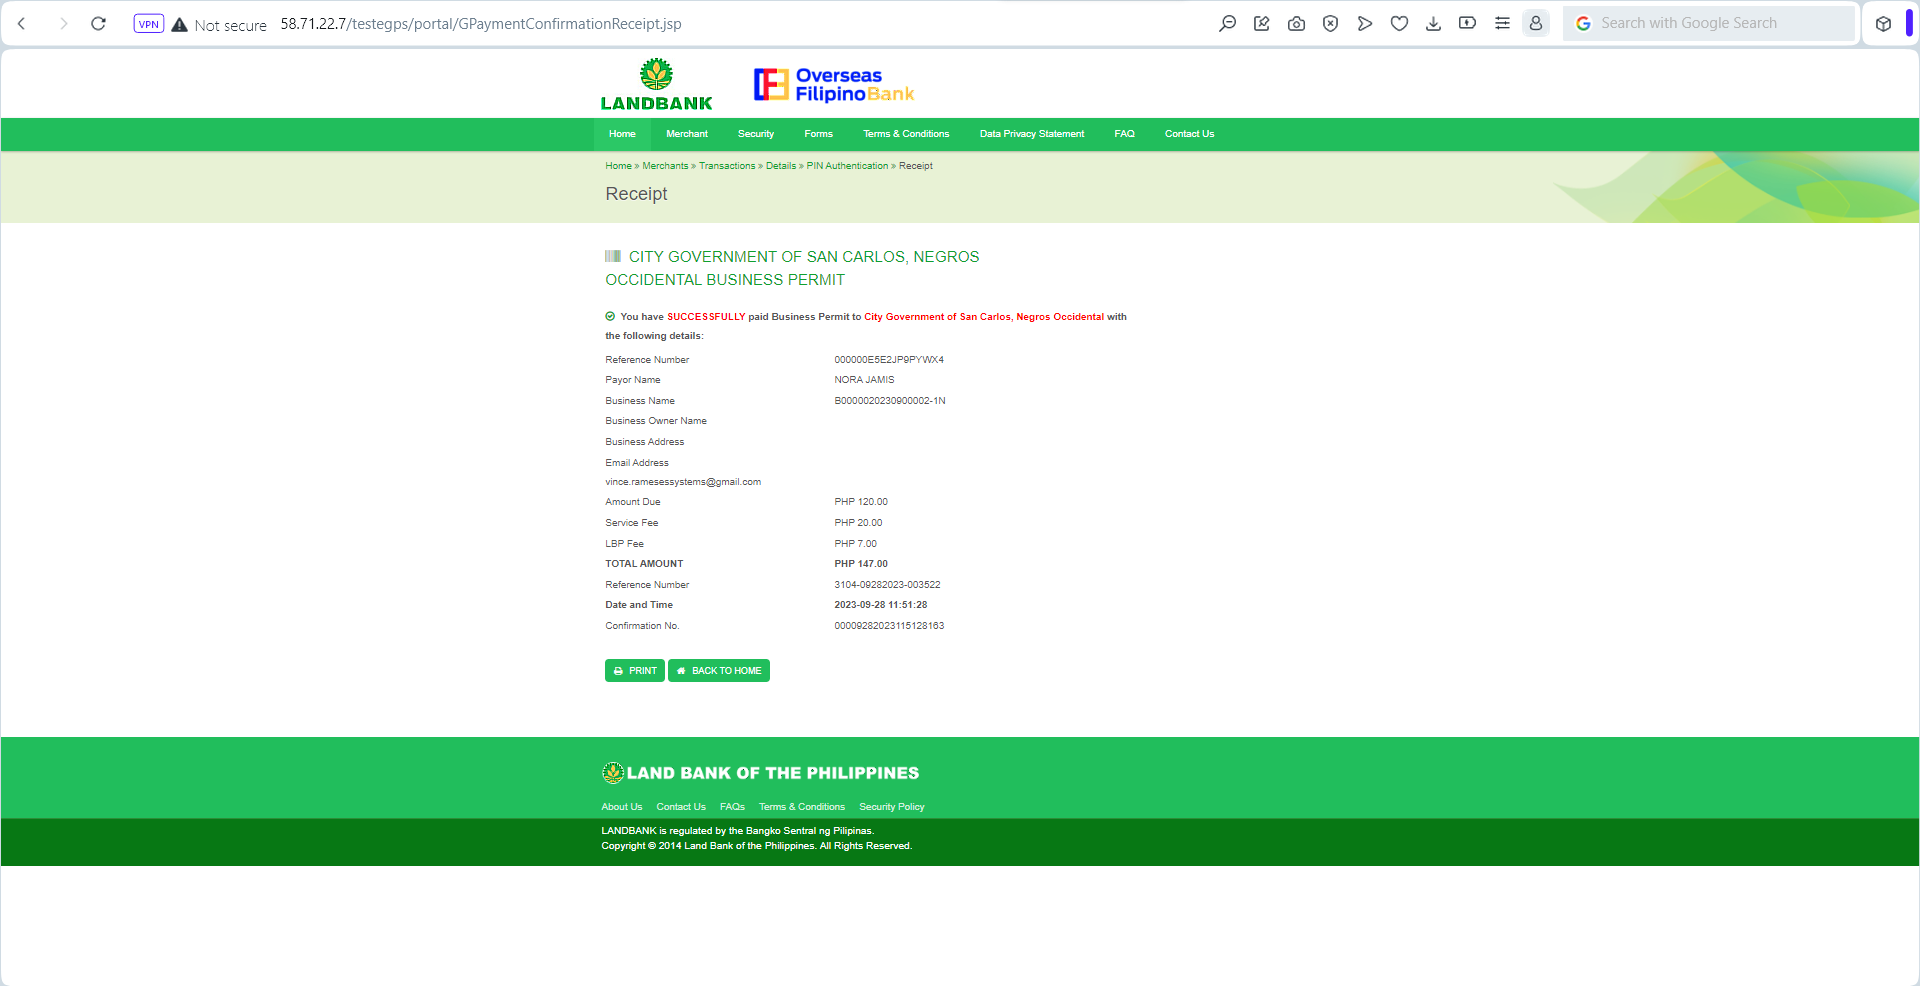 VPN Not secure 58.71.22.7/testegps/portal/GPaymentConfirmationReceipt.jsp Search with Google Search
LANDBANK Overseas
FilipinoBank
Home Merchant Security Forms Terms & Conditions Data Privacy Statement FAQ Contact Us
Home » Merchants » Transactions » Details » PIN Authentication » Receipt
Receipt
CITY GOVERNMENT OF SAN CARLOS, NEGROS
OCCIDENTAL BUSINESS PERMIT
You have SUCCESSFULLY paid Business Permit to City Government of San Carlos, Negros Occidental with
the following details:
Reference Number 000000E5E2JP9PYWX4
Payor Name NORA JAMIS
Business Name B0000020230900002-1N
Business Owner Name
Business Address
Email Address
vince.ramesessystems@gmail.com
Amount Due PHP 120.00
Service Fee PHP 20.00
LBP Fee PHP 7.00
TOTAL AMOUNT PHP 147.00
Reference Number 3104-09282023-003522
Date and Time 2023-09-28 11:51:28
Confirmation No. 00009282023115128163
PRINT BACK TO HOME
LAND BANK OF THE PHILIPPINES
About Us Contact Us FAQs Terms & Conditions Security Policy
LANDBANK is regulated by the Bangko Sentral ng Pilipinas.
Copyright © 2014 Land Bank of the Philippines. All Rights Reserved.